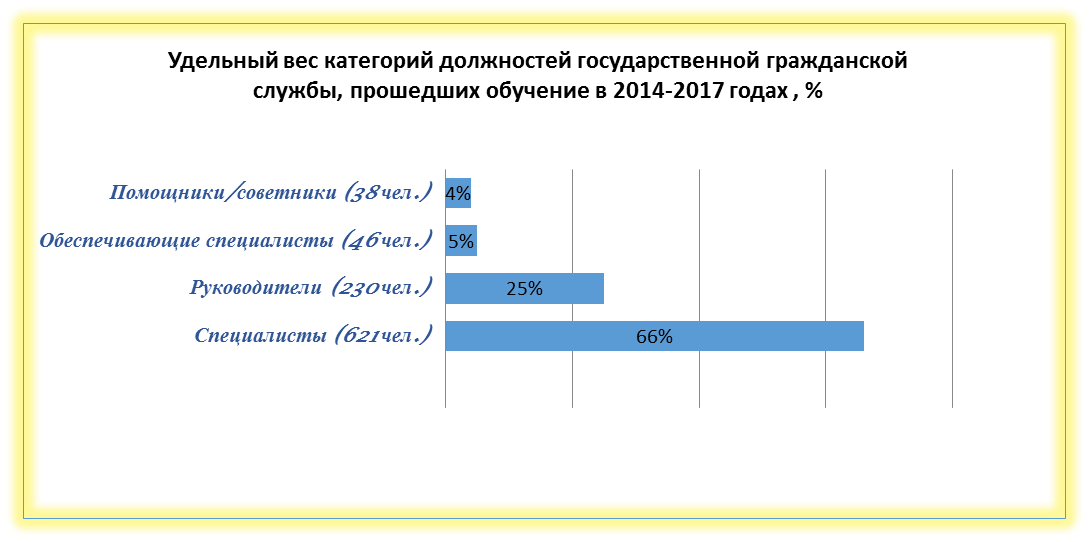 Удельный вес категорий должностей государственной гражданской
службы, прошедших обучение в 2014-2017 годах , %
Помощники/советники (38чел.) 4%
Обеспечивающие специалисты (46чел.) 5%
Руководители (230чел.) 25%
Специалисты (621чел.) 66%